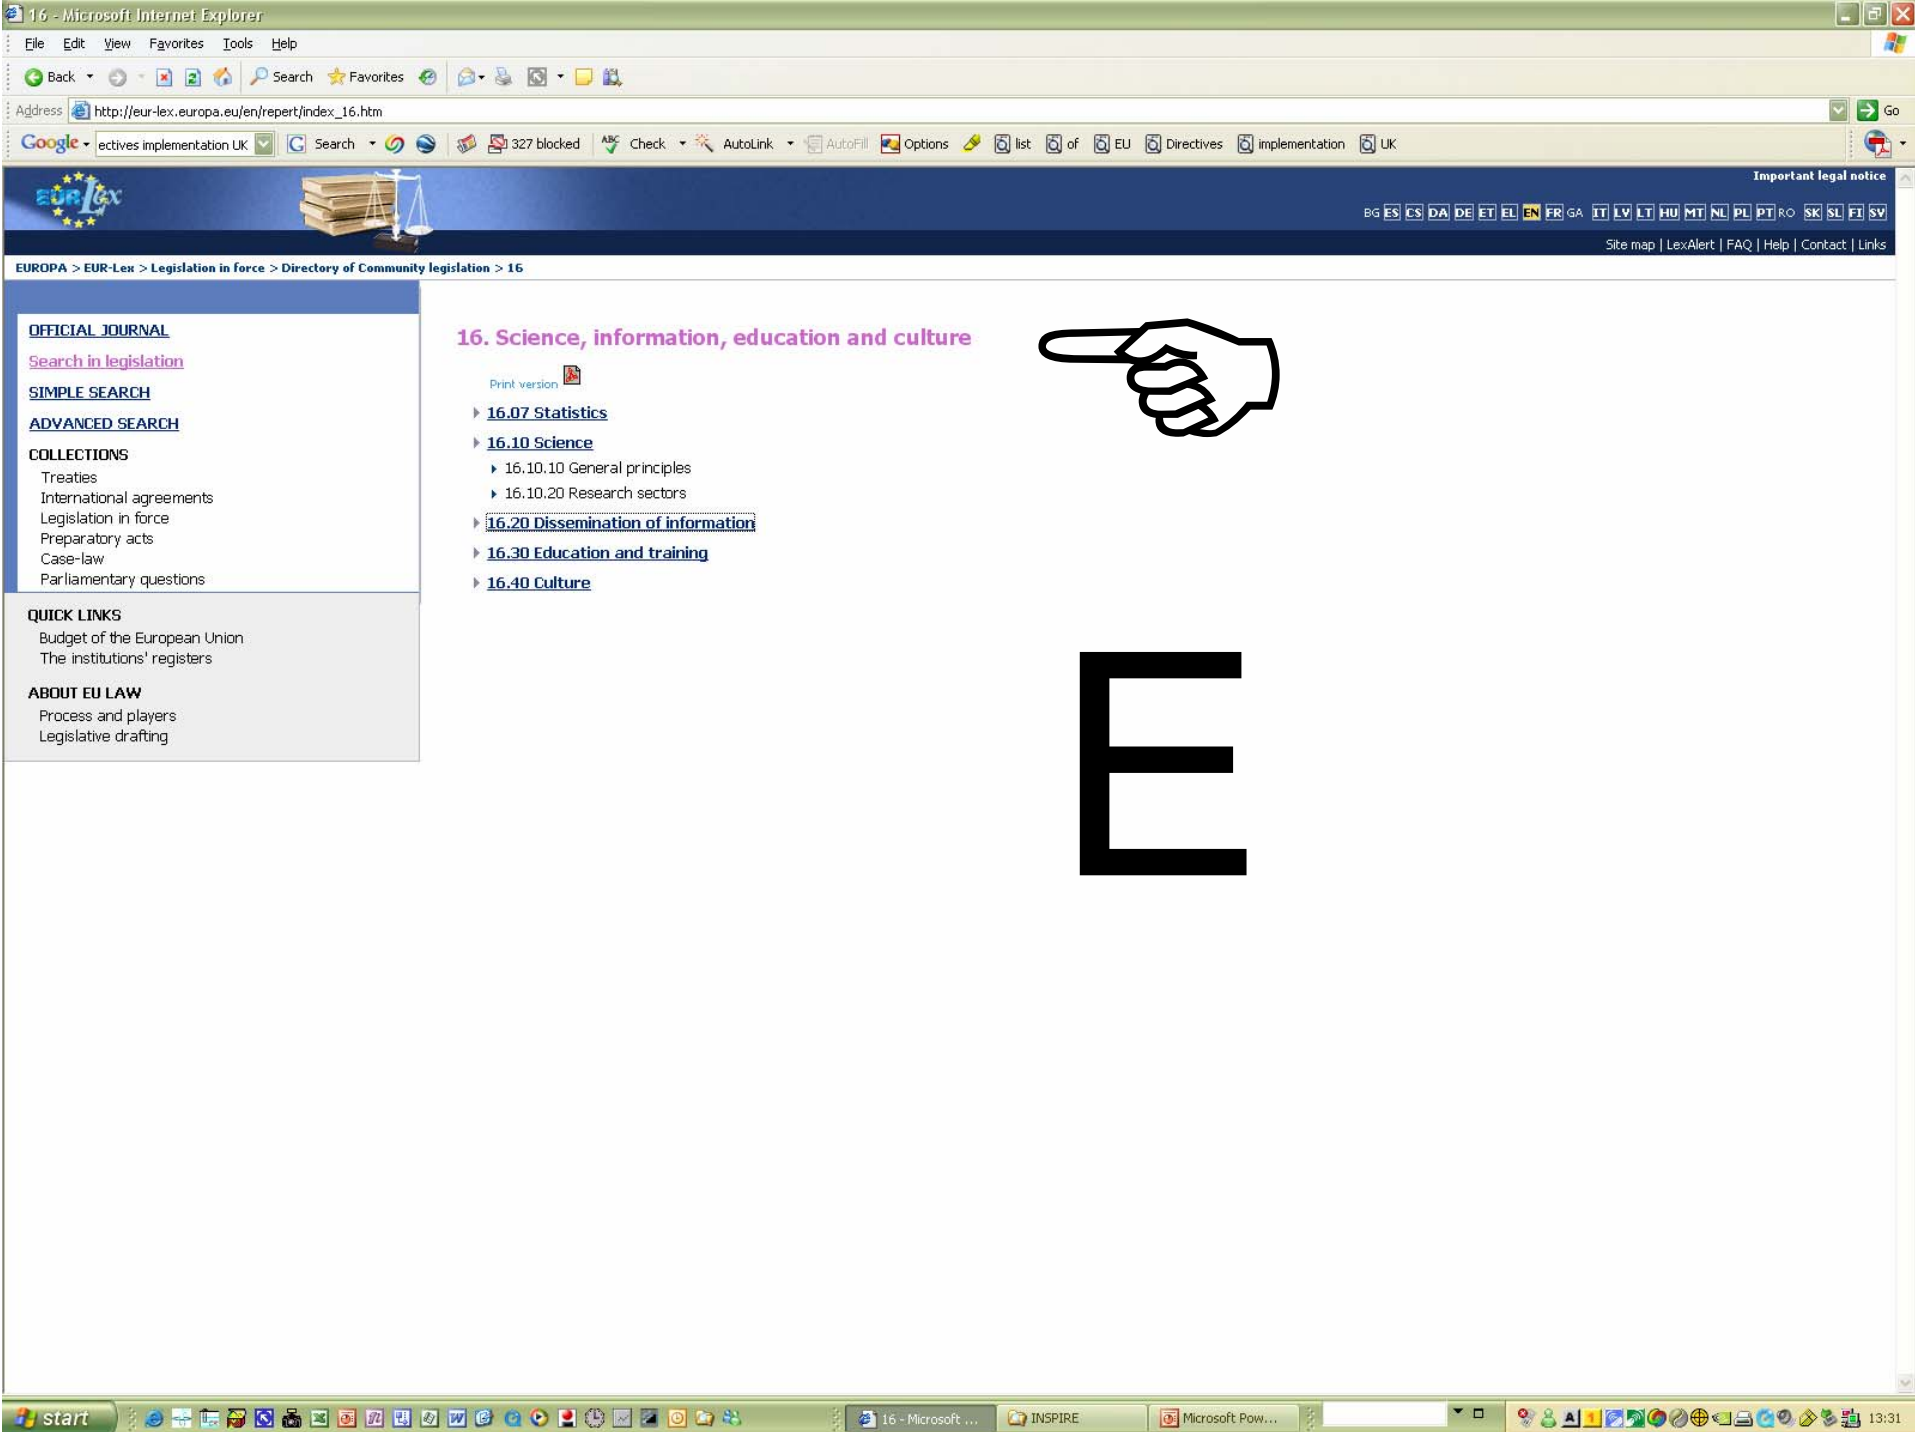 16 - Microsoft Internet Explorer
File Edit View Favorites Tools Help
Back Search Favorites
Address http://eur-lex.europa.eu/en/repert/index_16.htm Go
Google ectives implementation UK G Search 327 blocked Check AutoLink AutoFill Options list of EU Directives implementation UK
EUR Lex
Important legal notice
BG ES CS DA DE ET EL EN FR GA IT LV LT HU MT NL PL PT RO SK SL FI SV
Site map | LexAlert | FAQ | Help | Contact | Links
EUROPA > EUR-Lex > Legislation in force > Directory of Community legislation > 16
OFFICIAL JOURNAL
Search in legislation
SIMPLE SEARCH
ADVANCED SEARCH
COLLECTIONS
Treaties
International agreements
Legislation in force
Preparatory acts
Case-law
Parliamentary questions
QUICK LINKS
Budget of the European Union
The institutions' registers
ABOUT EU LAW
Process and players
Legislative drafting
16. Science, information, education and culture
Print version
16.07 Statistics
16.10 Science
16.10.10 General principles
16.10.20 Research sectors
16.20 Dissemination of information
16.30 Education and training
16.40 Culture
E
start 16 - Microsoft ... INSPIRE Microsoft Pow... 13:31